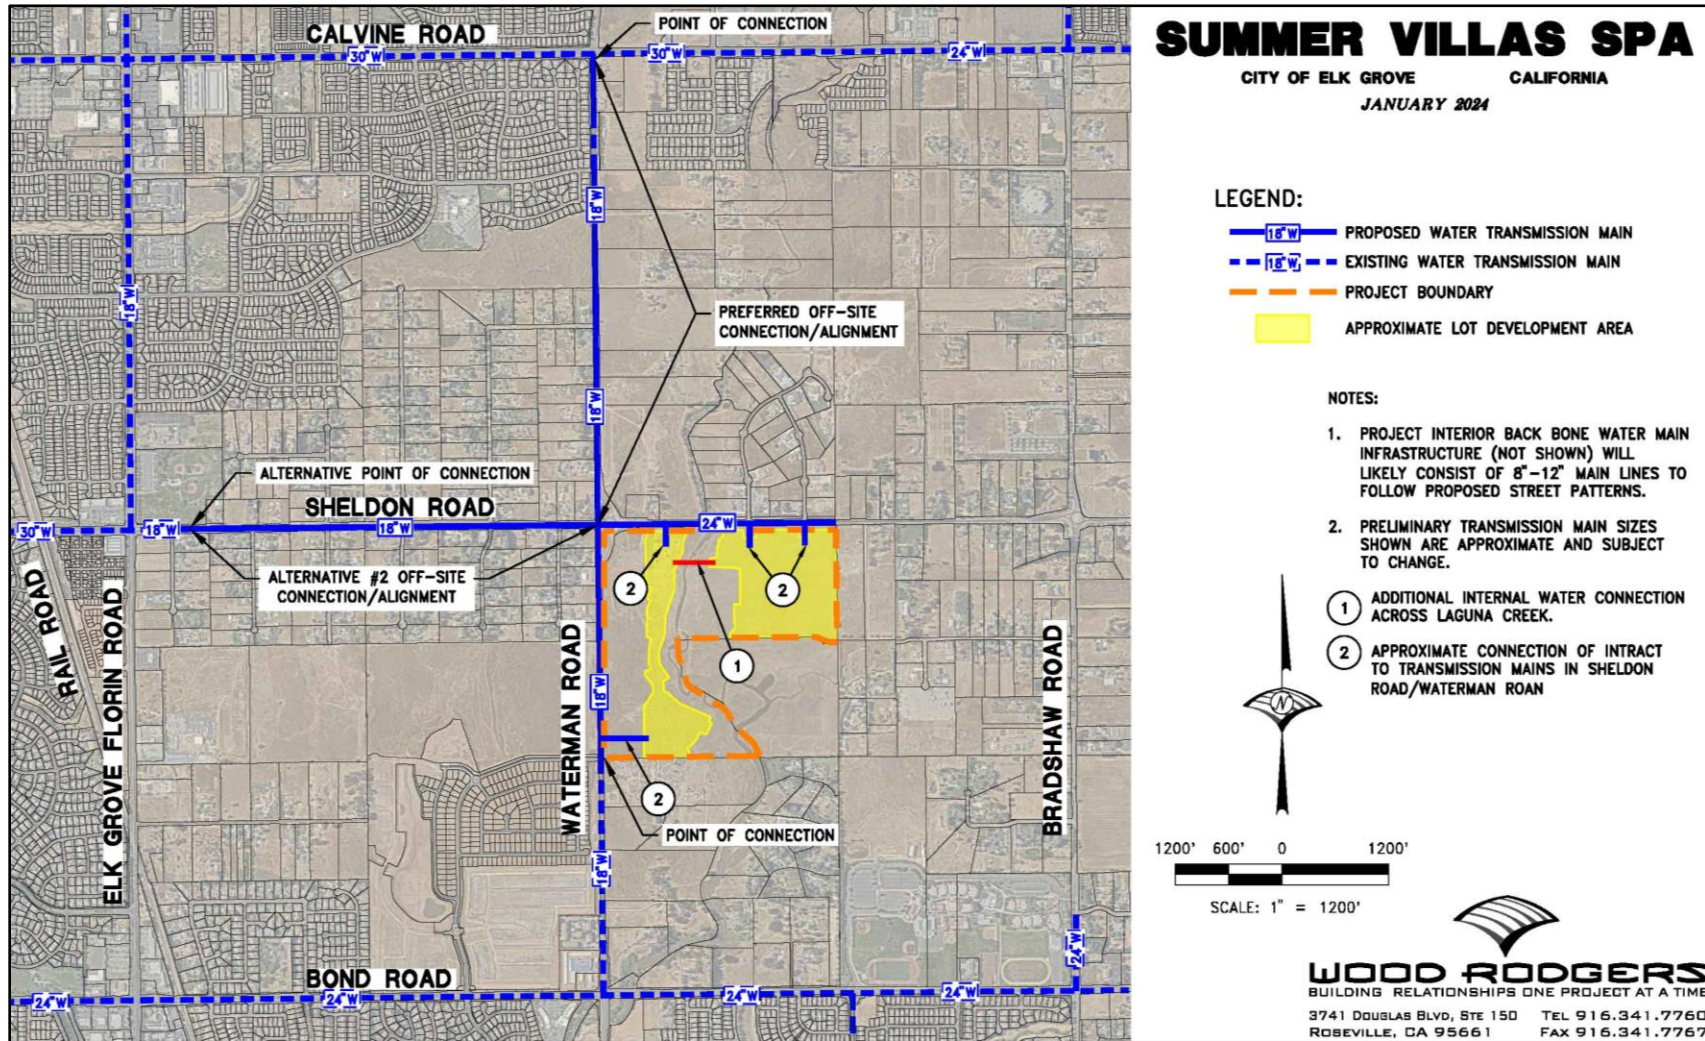 CALVINE ROAD
POINT OF CONNECTION
30"W
30"W
24"W
18"W
18"W
PREFERRED OFF-SITE
CONNECTION/ALIGNMENT
18"W
ALTERNATIVE POINT OF CONNECTION
SHELDON ROAD
30"W
18"W
18"W
24"W
ALTERNATIVE #2 OFF-SITE
CONNECTION/ALIGNMENT
2
2
1
RAIL ROAD
ELK GROVE FLORIN ROAD
WATERMAN ROAD
18"W
BRADSHAW ROAD
2
POINT OF CONNECTION
18"W
BOND ROAD
24"W
24"W
24"W
24"W
24"W
SUMMER VILLAS SPA
CITY OF ELK GROVE CALIFORNIA
JANUARY 2024
LEGEND:
18"W PROPOSED WATER TRANSMISSION MAIN
18"W EXISTING WATER TRANSMISSION MAIN
PROJECT BOUNDARY
APPROXIMATE LOT DEVELOPMENT AREA
NOTES:
1. PROJECT INTERIOR BACK BONE WATER MAIN
INFRASTRUCTURE (NOT SHOWN) WILL
LIKELY CONSIST OF 8"-12" MAIN LINES TO
FOLLOW PROPOSED STREET PATTERNS.
2. PRELIMINARY TRANSMISSION MAIN SIZES
SHOWN ARE APPROXIMATE AND SUBJECT
TO CHANGE.
1 ADDITIONAL INTERNAL WATER CONNECTION
ACROSS LAGUNA CREEK.
2 APPROXIMATE CONNECTION OF INTRACT
TO TRANSMISSION MAINS IN SHELDON
ROAD/WATERMAN ROAN
N
1200' 600' 0 1200'
SCALE: 1" = 1200'
WOOD RODGERS
BUILDING RELATIONSHIPS ONE PROJECT AT A TIME
3741 DOUGLAS BLVD, STE 150 TEL 916.341.7760
ROSEVILLE, CA 95661 FAX 916.341.7767